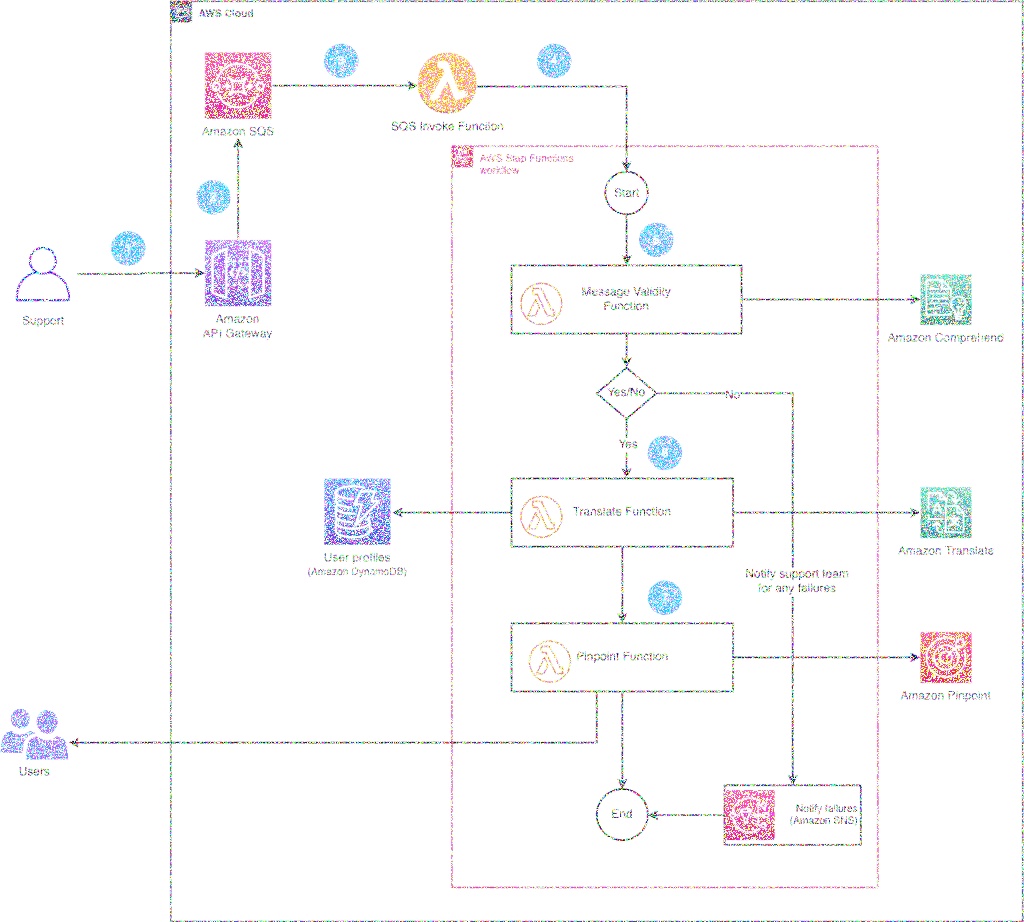 AWS Cloud
Amazon SQS
SQS Invoke Function
AWS Step Functions
workflow
Start
Support
Amazon
API Gateway
Message Validity
Function
Amazon Comprehend
Yes/No
No
Yes
Translate Function
User profiles
(Amazon DynamoDB)
Amazon Translate
Notify support team
for any failures
Pinpoint Function
Amazon Pinpoint
Users
End
Notify failures
(Amazon SNS)